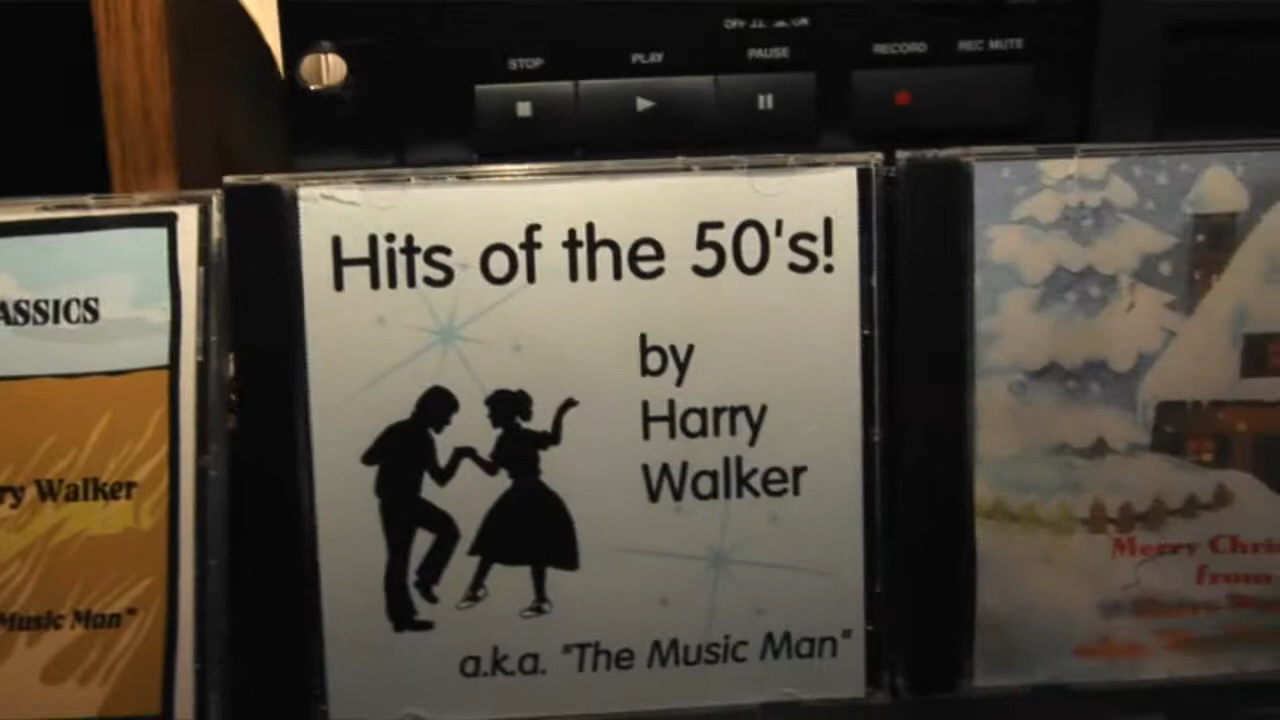 STOP PLAY PAUSE RECORD REC MUTE
ASSICS
ry Walker
Music Man"
Hits of the 50's!
by
Harry
Walker
a.k.a. "The Music Man"
Merry Chris
from